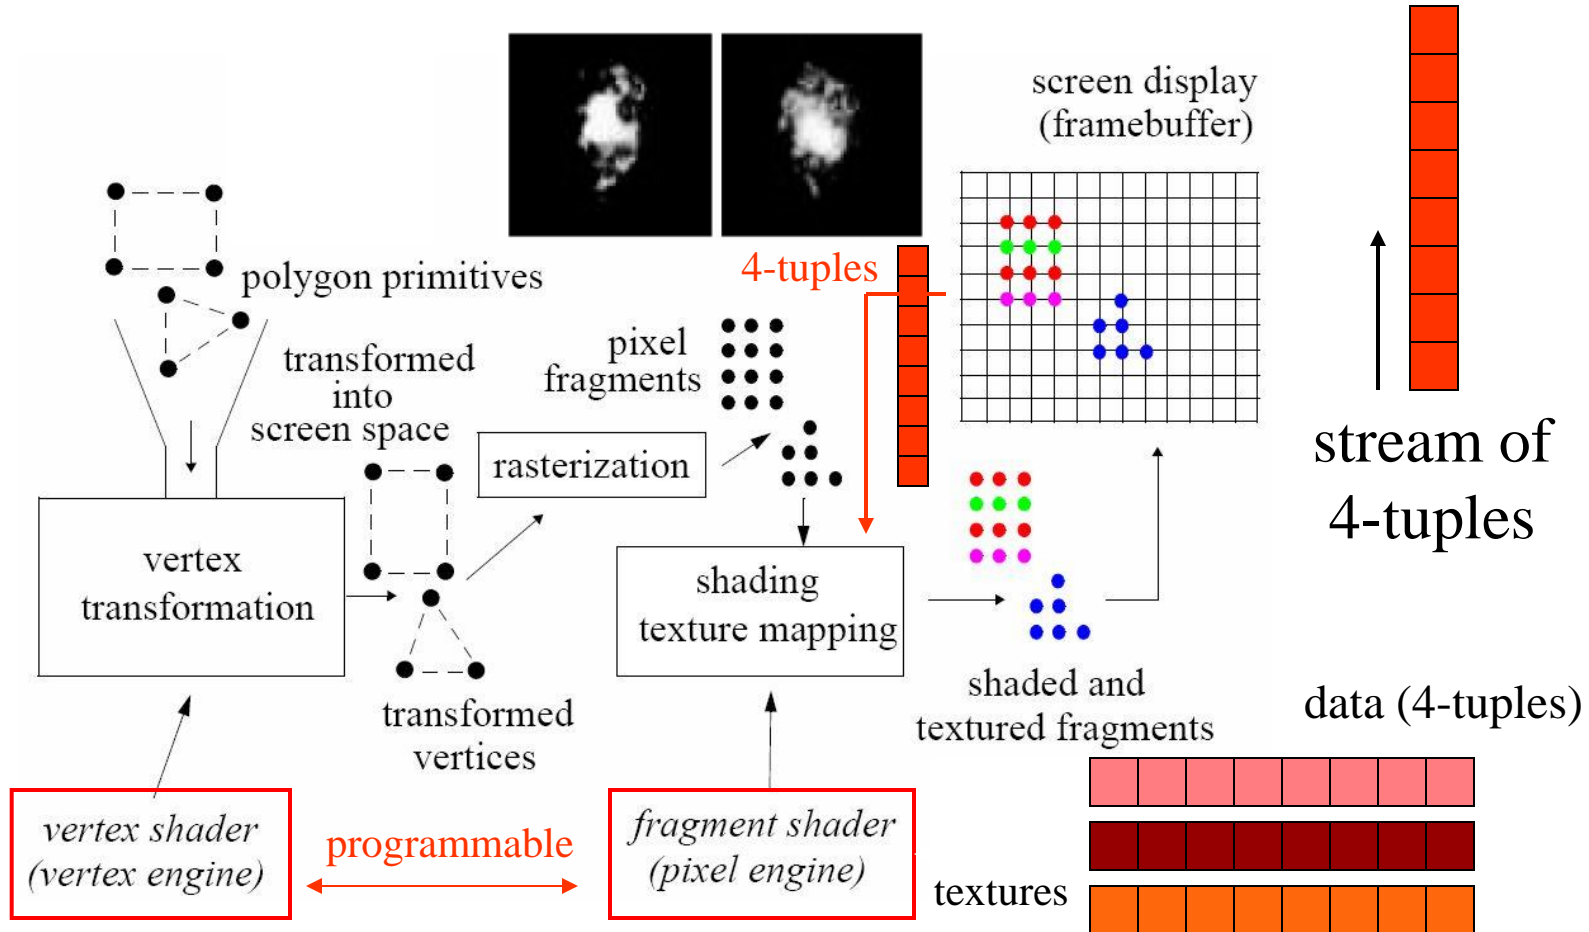 screen display
(framebuffer)
4-tuples
polygon primitives
pixel
fragments
transformed
into
screen space
rasterization
stream of
4-tuples
vertex
transformation
shading
texture mapping
transformed
vertices
shaded and
textured fragments
data (4-tuples)
vertex shader
(vertex engine)
programmable
fragment shader
(pixel engine)
textures